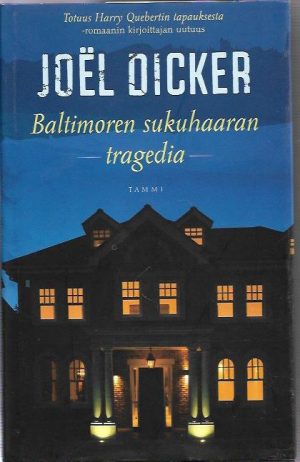 Totuus Harry Quebertin tapauksesta
-romaanin kirjoittajan uutuus
JOËL DICKER
Baltimoren sukuhaaran
tragedia
TAMMI